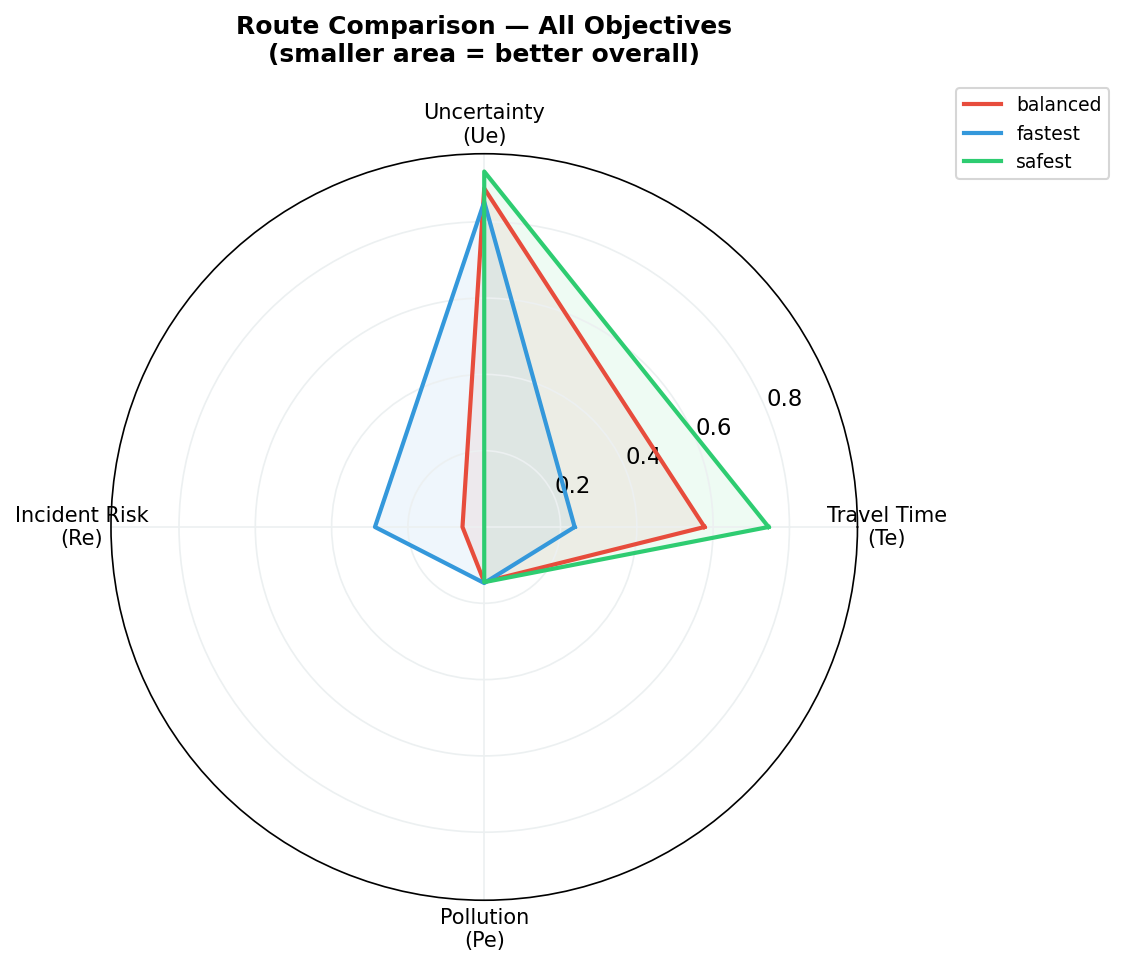 Route Comparison — All Objectives
(smaller area = better overall)
balanced
fastest
safest
Uncertainty
(Ue)
0.8
0.6
0.4
0.2
Incident Risk
(Re)
Travel Time
(Te)
Pollution
(Pe)